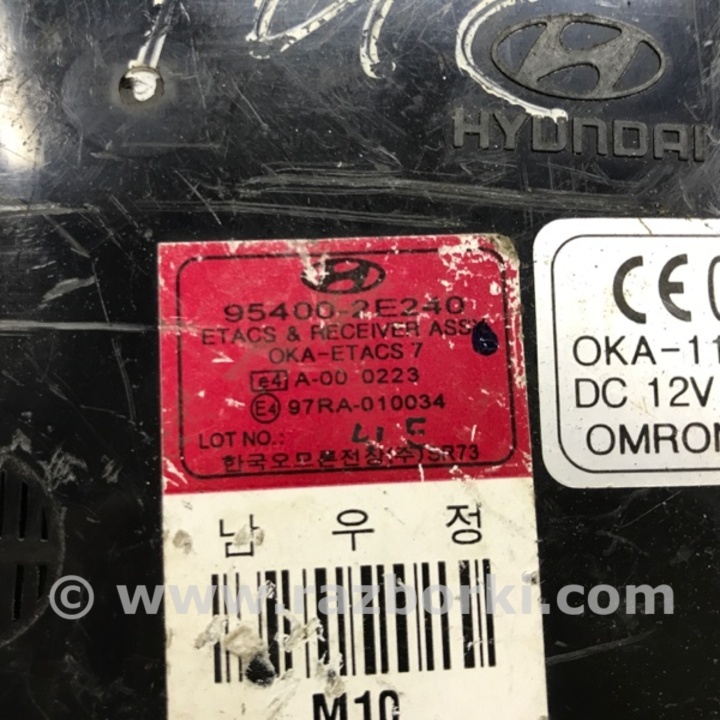 HYUNDAI
95400-2E240
ETACS & RECEIVER ASSY
OKA-ETACS 7
e4 A-00 0223
E4 97RA-010034
LOT NO.: 45
한국오므론전장(주) SR73
남우정
M10
CE
OKA-11
DC 12V
OMRON
© www.razborki.com